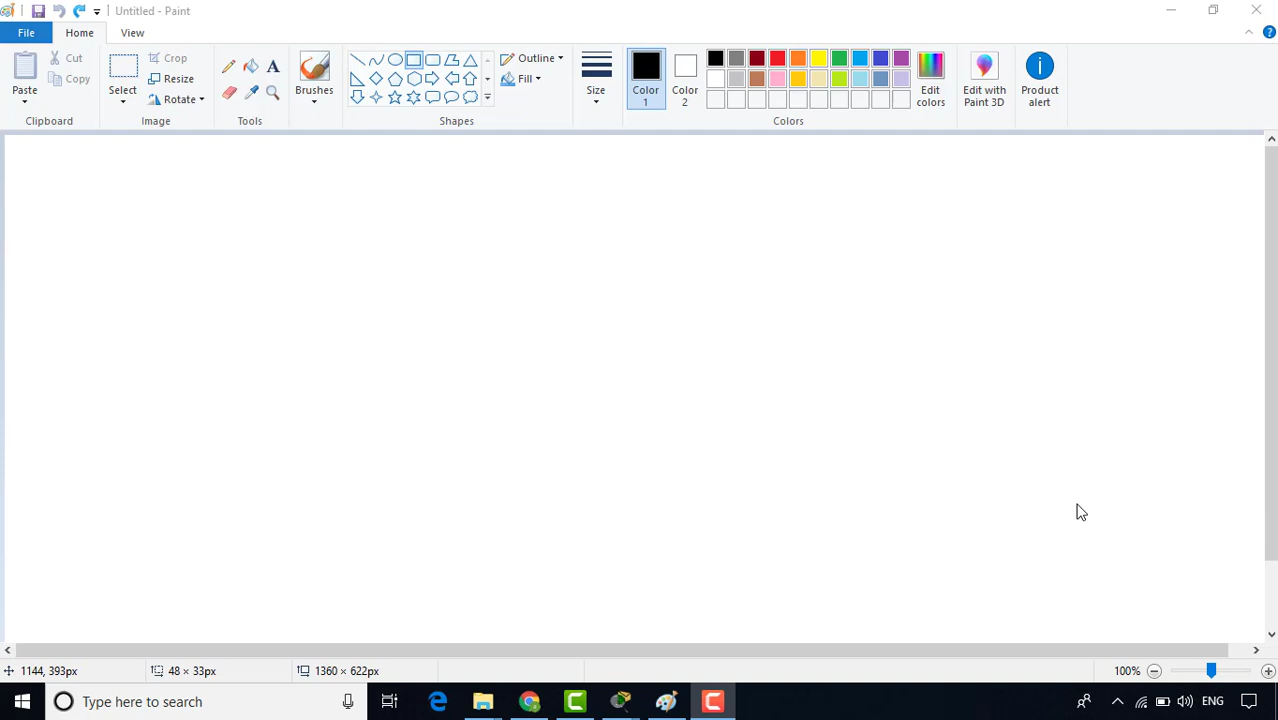 Untitled - Paint
File Home View
Paste
Cut
Copy
Clipboard
Select
Crop
Resize
Rotate
Image
A
Tools
Brushes
Outline
Fill
Shapes
Size
Color 1
Color 2
Edit colors
Colors
Edit with Paint 3D
Product alert
1144, 393px 48 × 33px 1360 × 622px 100%
Type here to search ENG